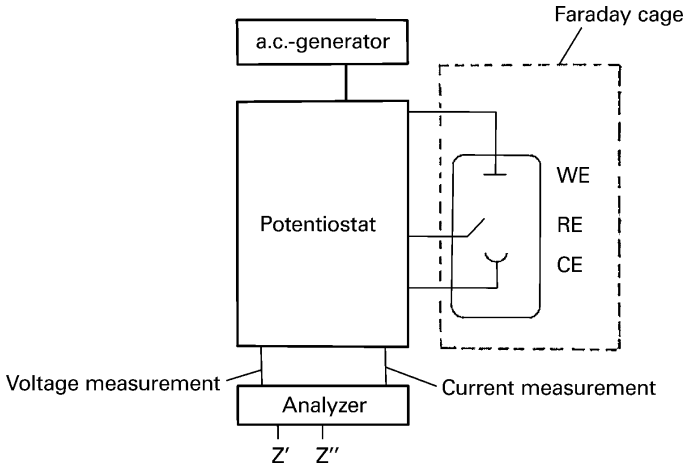 Faraday cage
a.c.-generator
Potentiostat
WE
RE
CE
Voltage measurement
Current measurement
Analyzer
Z' Z''